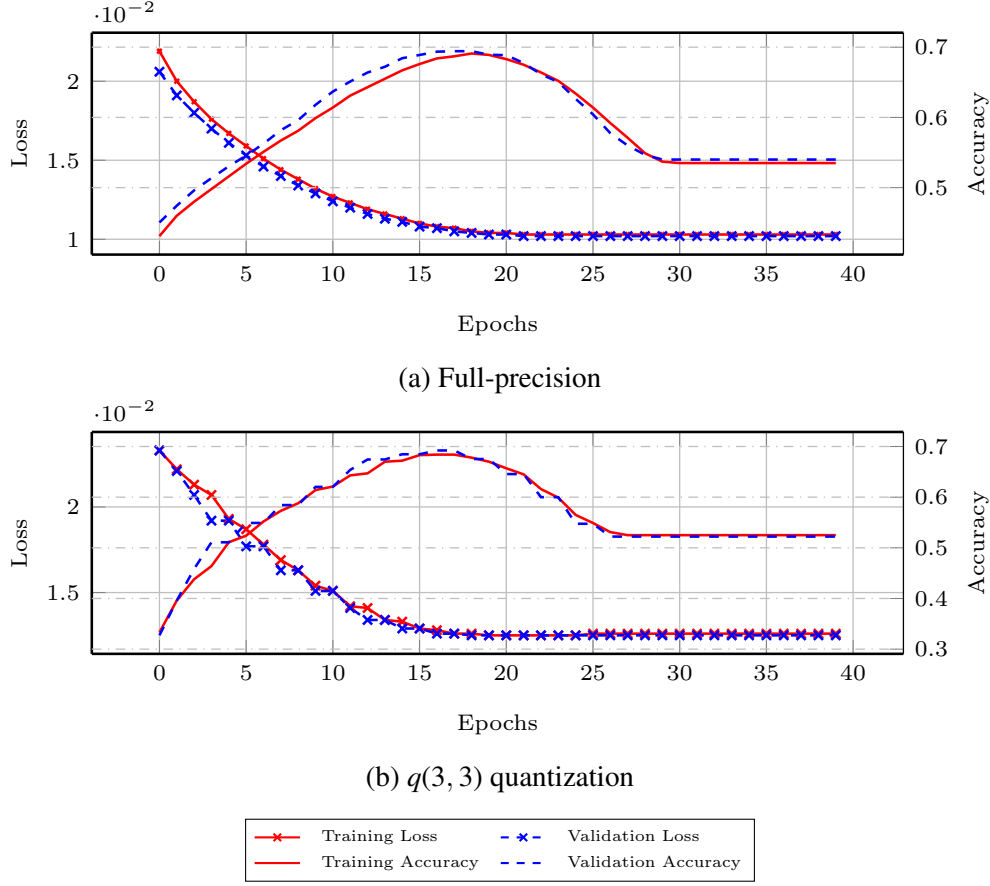 ·10−2
2
1.5
1
Loss
0.7
0.6
0.5
Accuracy
0 5 10 15 20 25 30 35 40
Epochs
(a) Full-precision
·10−2
2
1.5
Loss
0.7
0.6
0.5
0.4
0.3
Accuracy
0 5 10 15 20 25 30 35 40
Epochs
(b) q(3, 3) quantization
Training Loss Validation Loss
Training Accuracy Validation Accuracy